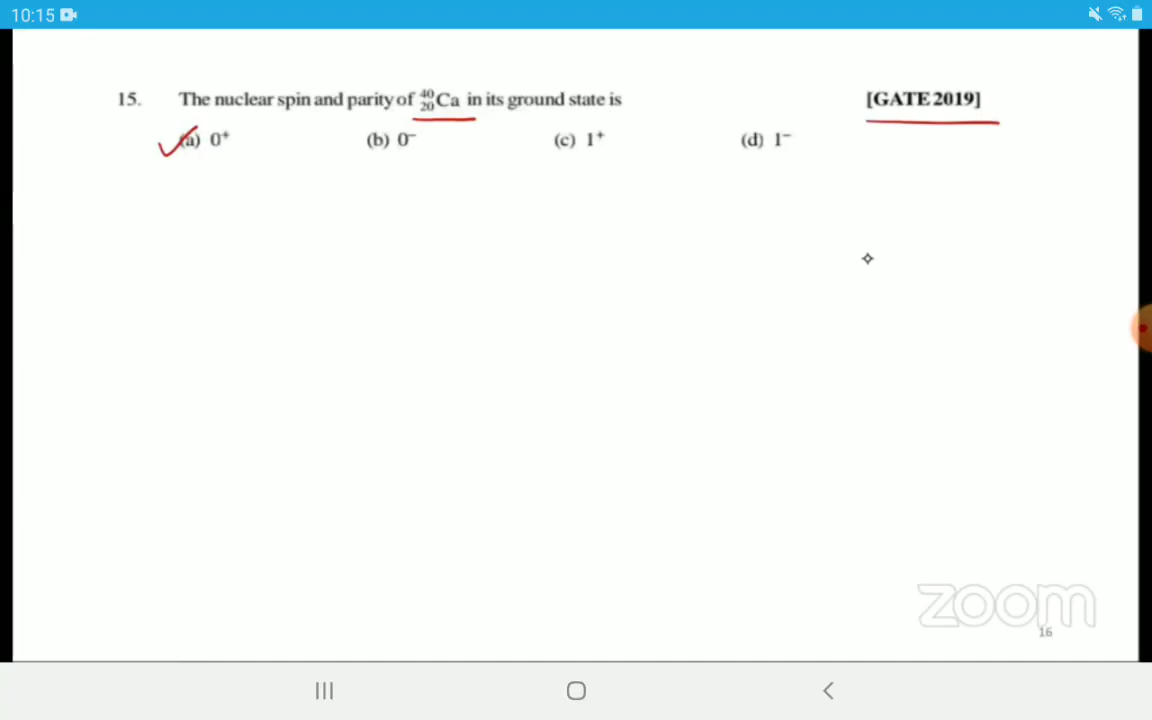 10:15
15. The nuclear spin and parity of ⁴⁰₂₀Ca in its ground state is [GATE 2019]
(a) 0⁺ (b) 0⁻ (c) 1⁺ (d) 1⁻
zoom
16